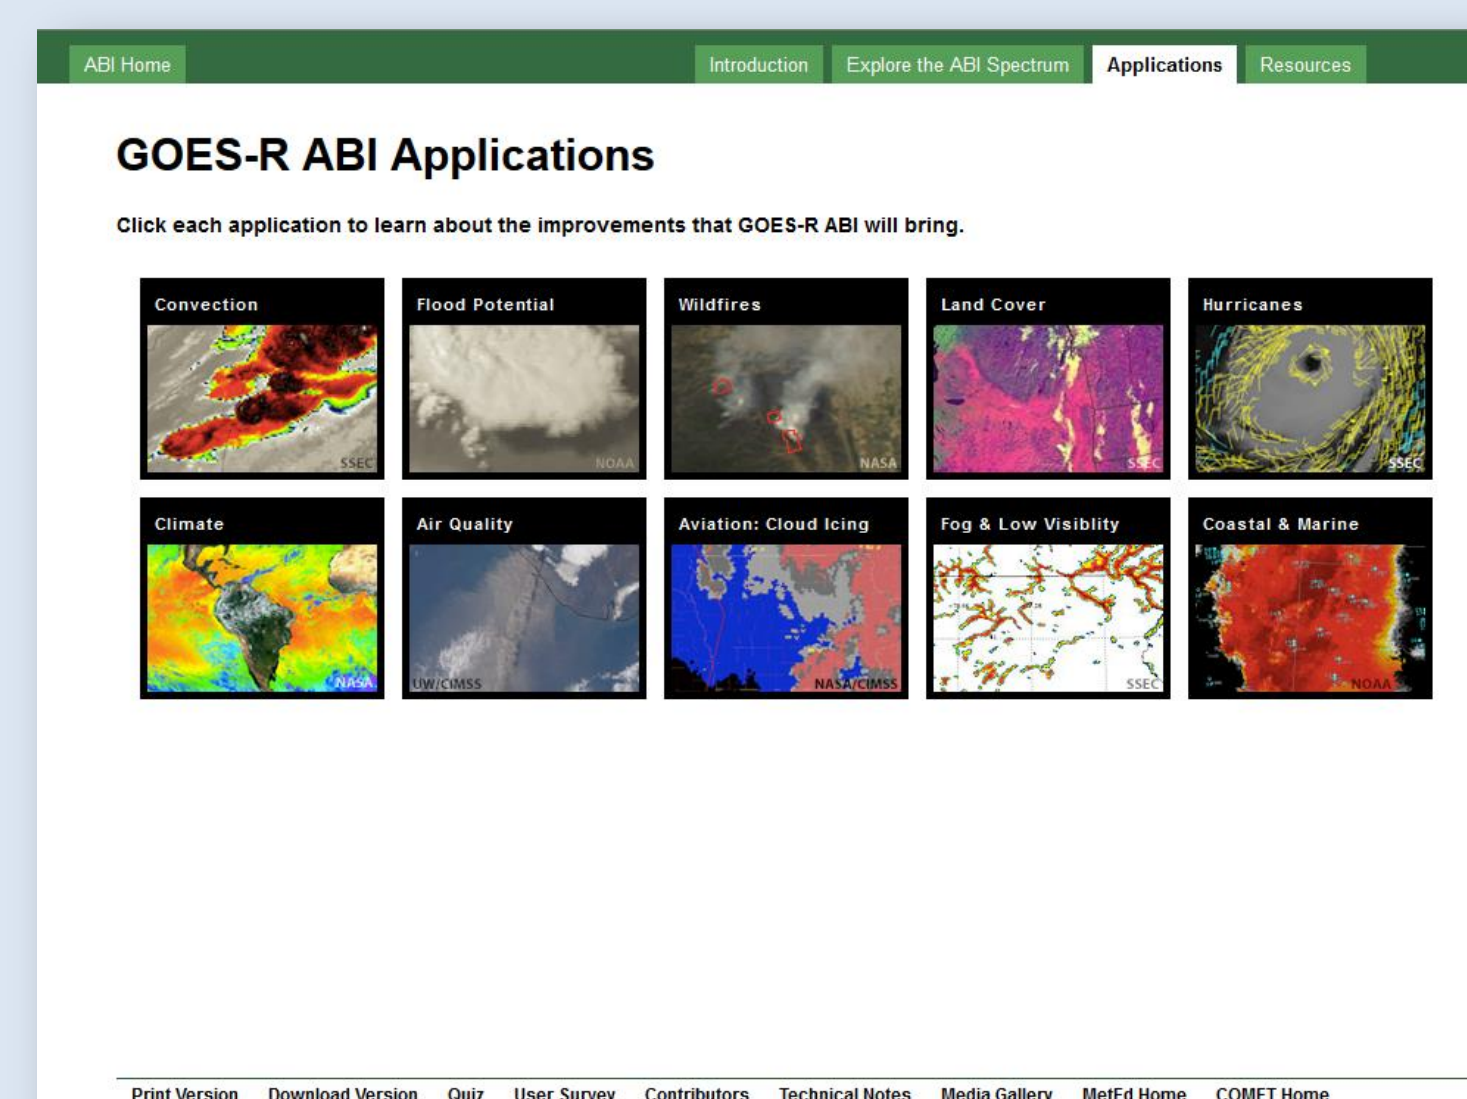 ABI Home Introduction Explore the ABI Spectrum Applications Resources
GOES-R ABI Applications
Click each application to learn about the improvements that GOES-R ABI will bring.
Convection Flood Potential Wildfires Land Cover Hurricanes
SSEC NOAA NASA SSEC SSEC
Climate Air Quality Aviation: Cloud Icing Fog & Low Visiblity Coastal & Marine
NASA UW/CIMSS NASA/CIMSS SSEC NOAA
Print Version Download Version Quiz User Survey Contributors Technical Notes Media Gallery MetEd Home COMET Home